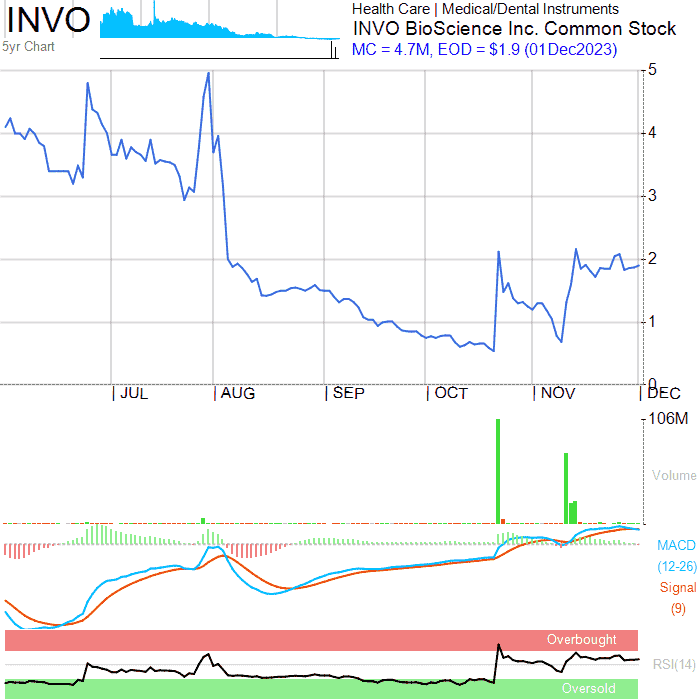 INVO
5yr Chart
Health Care | Medical/Dental Instruments
INVO BioScience Inc. Common Stock
MC = 4.7M, EOD = $1.9 (01Dec2023)
5
4
3
2
1
0
JUL
AUG
SEP
OCT
NOV
DEC
106M
Volume
MACD
(12-26)
Signal
(9)
Overbought
RSI(14)
Oversold